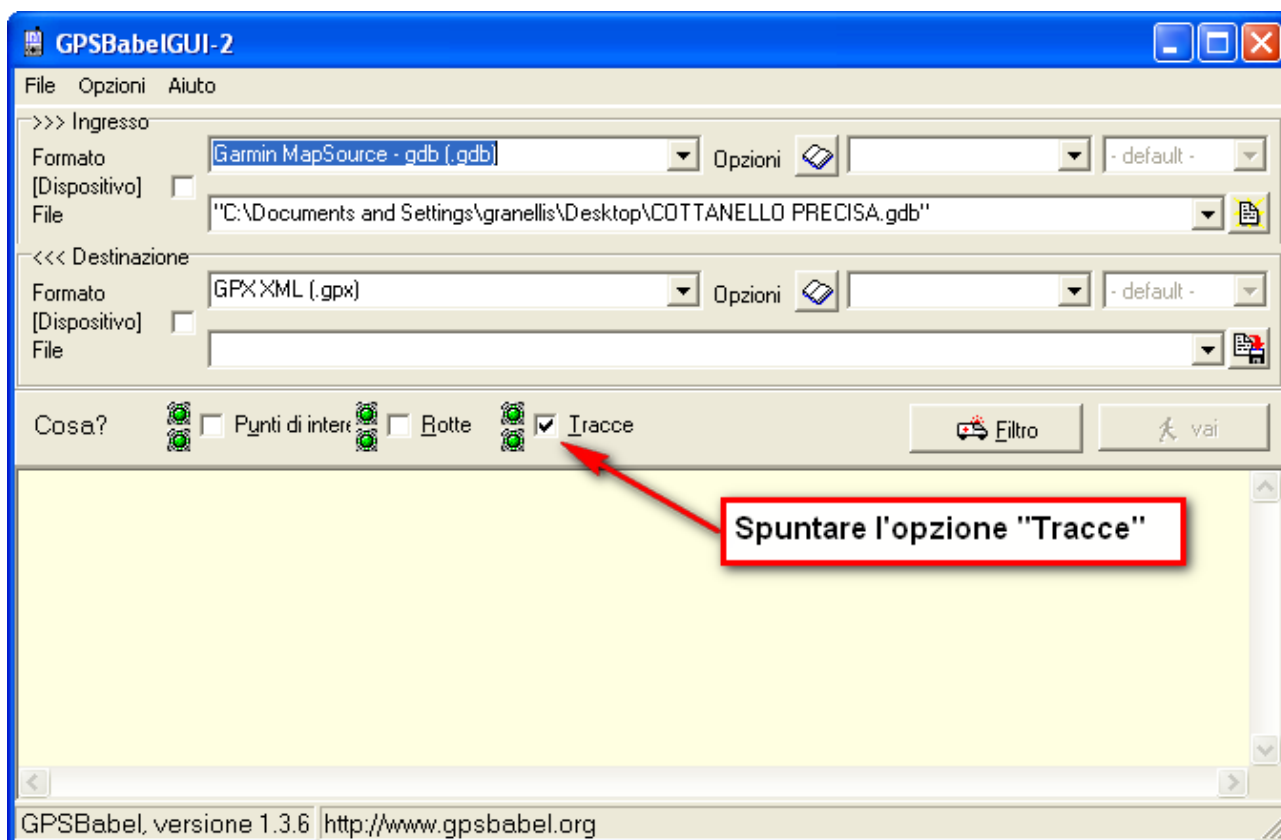 GPSBabelGUI-2
File Opzioni Aiuto
>>> Ingresso
Formato Garmin MapSource - gdb (.gdb) Opzioni - default -
[Dispositivo]
File "C:\Documents and Settings\granellis\Desktop\COTTANELLO PRECISA.gdb"
<<< Destinazione
Formato GPX XML (.gpx) Opzioni - default -
[Dispositivo]
File
Cosa? Punti di intere Rotte Tracce Filtro vai
Spuntare l'opzione "Tracce"
GPSBabel, versione 1.3.6 http://www.gpsbabel.org